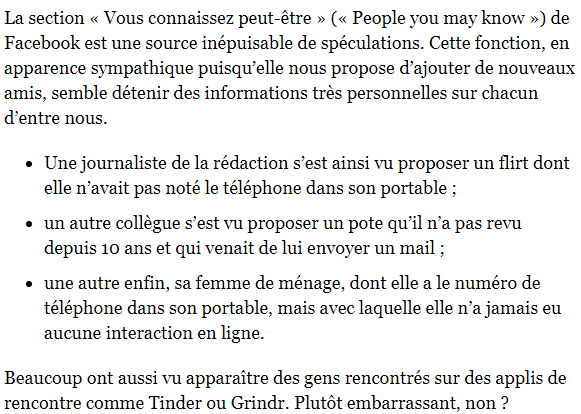 La section « Vous connaissez peut-être » (« People you may know ») de
Facebook est une source inépuisable de spéculations. Cette fonction, en
apparence sympathique puisqu’elle nous propose d’ajouter de nouveaux
amis, semble détenir des informations très personnelles sur chacun
d’entre nous.
• Une journaliste de la rédaction s’est ainsi vu proposer un flirt dont
elle n’avait pas noté le téléphone dans son portable ;
• un autre collègue s’est vu proposer un pote qu’il n’a pas revu
depuis 10 ans et qui venait de lui envoyer un mail ;
• une autre enfin, sa femme de ménage, dont elle a le numéro de
téléphone dans son portable, mais avec laquelle elle n’a jamais eu
aucune interaction en ligne.
Beaucoup ont aussi vu apparaître des gens rencontrés sur des applis de
rencontre comme Tinder ou Grindr. Plutôt embarrassant, non ?